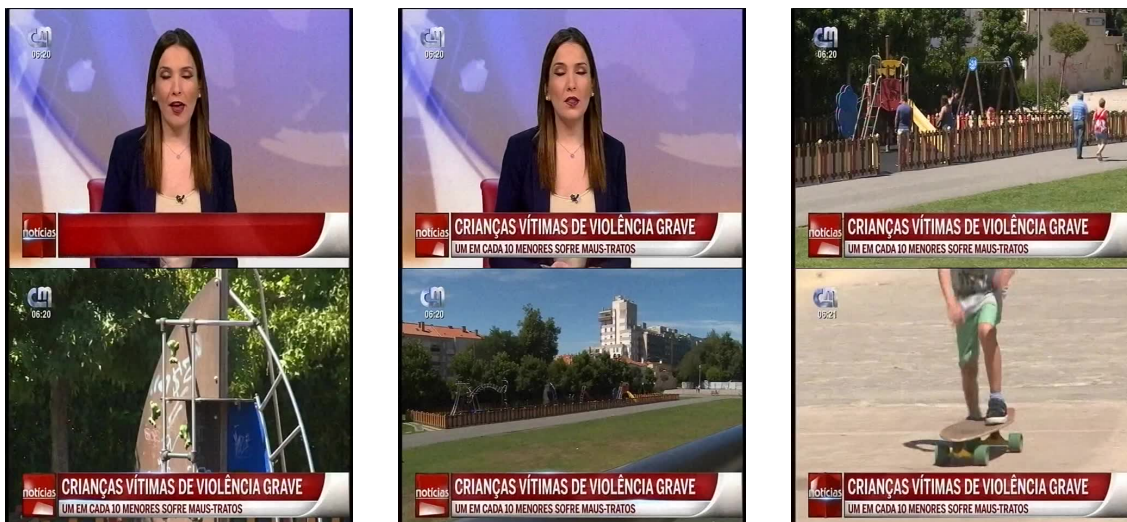 CM
06:20
notícias
CM
06:20
notícias
CRIANÇAS VÍTIMAS DE VIOLÊNCIA GRAVE
UM EM CADA 10 MENORES SOFRE MAUS-TRATOS
CM
06:20
notícias
CRIANÇAS VÍTIMAS DE VIOLÊNCIA GRAVE
UM EM CADA 10 MENORES SOFRE MAUS-TRATOS
CM
06:20
notícias
CRIANÇAS VÍTIMAS DE VIOLÊNCIA GRAVE
UM EM CADA 10 MENORES SOFRE MAUS-TRATOS
CM
06:20
notícias
CRIANÇAS VÍTIMAS DE VIOLÊNCIA GRAVE
UM EM CADA 10 MENORES SOFRE MAUS-TRATOS
CM
06:21
notícias
CRIANÇAS VÍTIMAS DE VIOLÊNCIA GRAVE
UM EM CADA 10 MENORES SOFRE MAUS-TRATOS